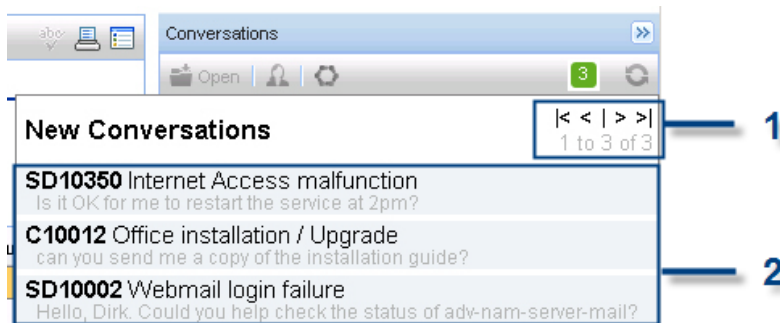 abc
Conversations
Open
3
New Conversations
|< < | > >|
1 to 3 of 3
1
SD10350 Internet Access malfunction
Is it OK for me to restart the service at 2pm?
C10012 Office installation / Upgrade
can you send me a copy of the installation guide?
2
SD10002 Webmail login failure
Hello, Dirk. Could you help check the status of adv-nam-server-mail?